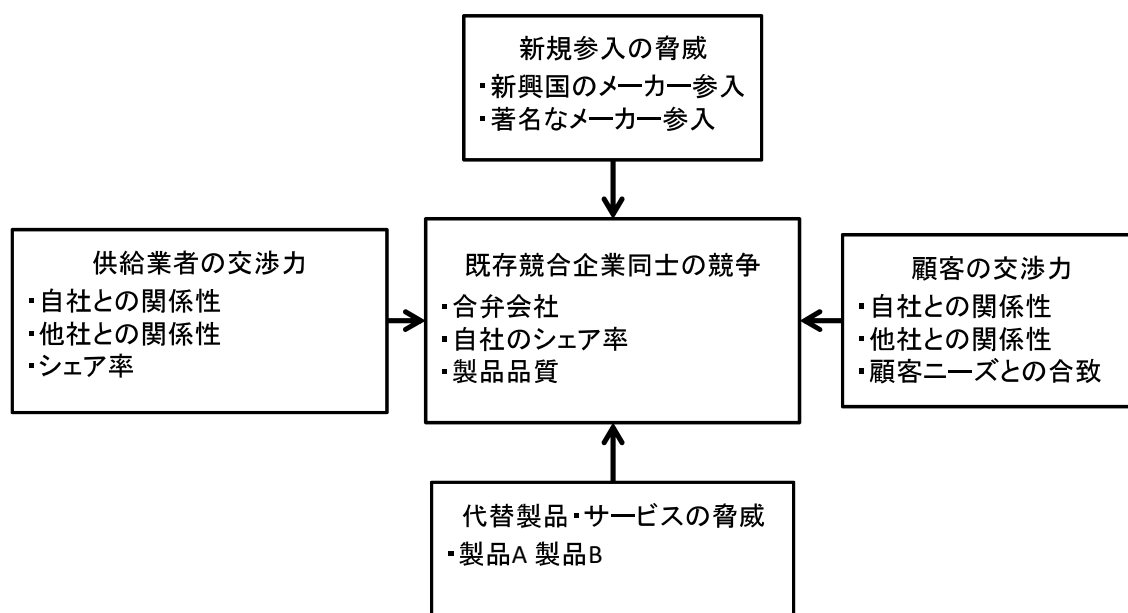 新規参入の脅威
・新興国のメーカー参入
・著名なメーカー参入
供給業者の交渉力
・自社との関係性
・他社との関係性
・シェア率
既存競合企業同士の競争
・合弁会社
・自社のシェア率
・製品品質
顧客の交渉力
・自社との関係性
・他社との関係性
・顧客ニーズとの合致
代替製品・サービスの脅威
・製品A 製品B